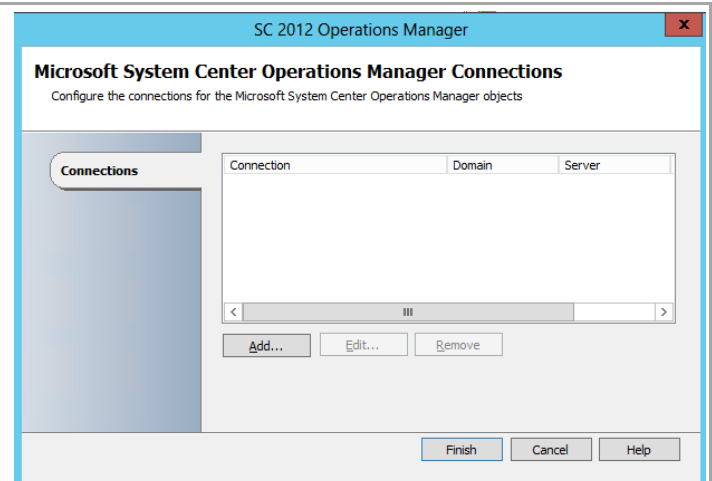 SC 2012 Operations Manager
x
Microsoft System Center Operations Manager Connections
Configure the connections for the Microsoft System Center Operations Manager objects
Connections
Connection Domain Server
Add... Edit... Remove
Finish Cancel Help